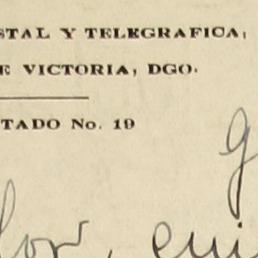 STAL Y TELEGRAFICA,
E VICTORIA, DGO.
TADO No. 19